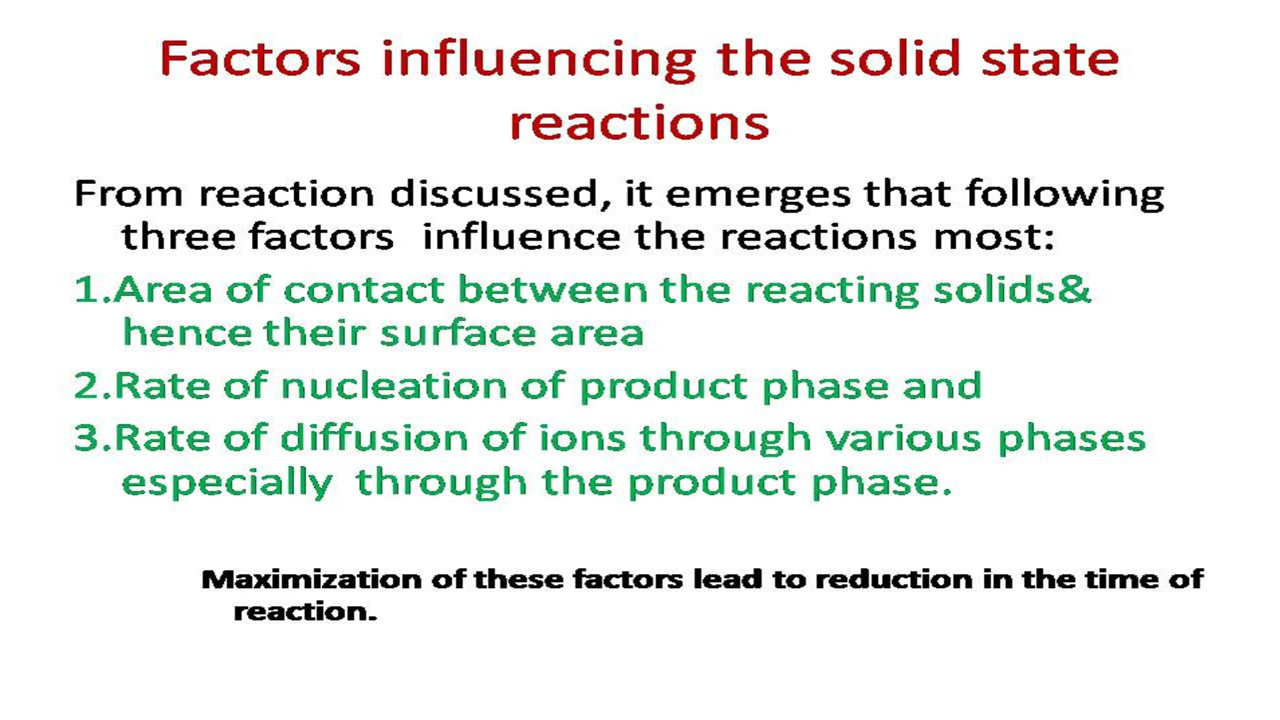 Factors influencing the solid state
reactions
From reaction discussed, it emerges that following
three factors influence the reactions most:
1.Area of contact between the reacting solids&
hence their surface area
2.Rate of nucleation of product phase and
3.Rate of diffusion of ions through various phases
especially through the product phase.
Maximization of these factors lead to reduction in the time of
reaction.